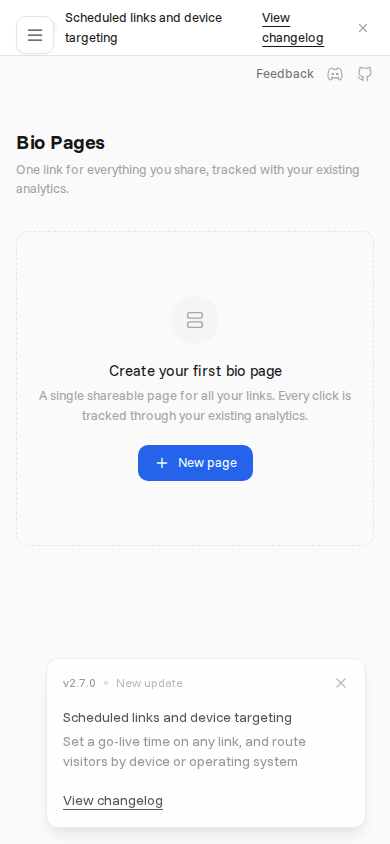 Scheduled links and device
targeting
View
changelog
Feedback
Bio Pages
One link for everything you share, tracked with your existing
analytics.
Create your first bio page
A single shareable page for all your links. Every click is
tracked through your existing analytics.
New page
v2.7.0 • New update
Scheduled links and device targeting
Set a go-live time on any link, and route
visitors by device or operating system
View changelog